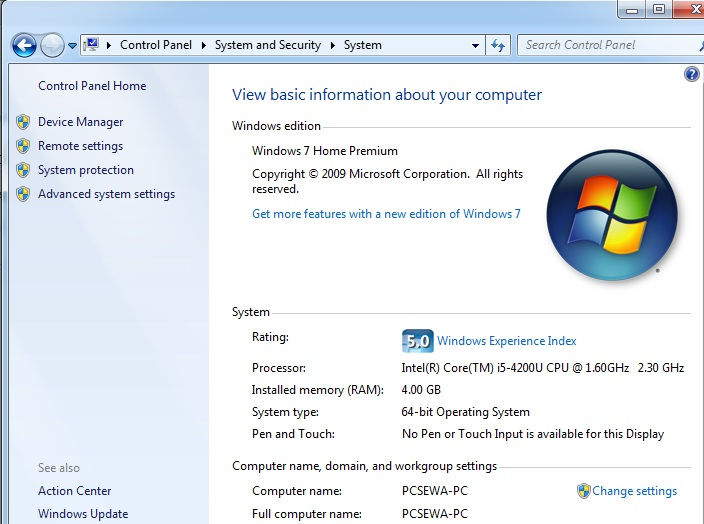 Control Panel System and Security System
Search Control Panel
Control Panel Home
Device Manager
Remote settings
System protection
Advanced system settings
See also
Action Center
Windows Update
View basic information about your computer
Windows edition
Windows 7 Home Premium
Copyright © 2009 Microsoft Corporation. All rights
reserved.
Get more features with a new edition of Windows 7
System
Rating: 5.0 Windows Experience Index
Processor: Intel(R) Core(TM) i5-4200U CPU @ 1.60GHz 2.30 GHz
Installed memory (RAM): 4.00 GB
System type: 64-bit Operating System
Pen and Touch: No Pen or Touch Input is available for this Display
Computer name, domain, and workgroup settings
Computer name: PCSEWA-PC Change settings
Full computer name: PCSEWA-PC